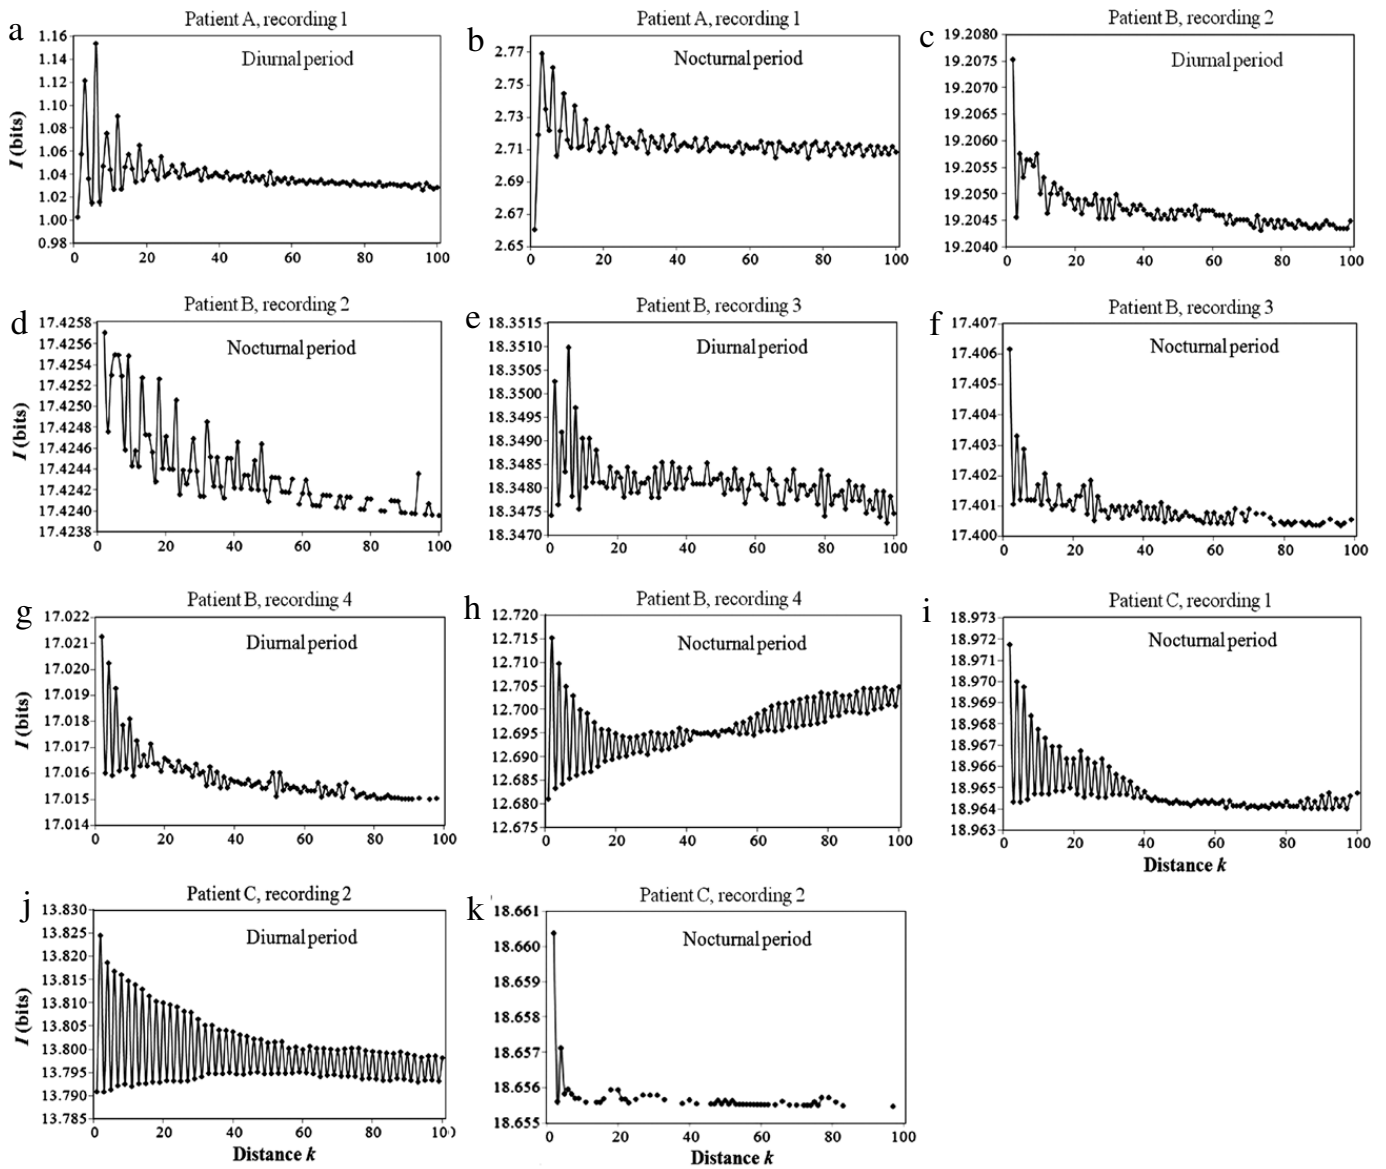 a
Patient A, recording 1
Diurnal period
I (bits)
1.16
1.14
1.12
1.10
1.08
1.06
1.04
1.02
1.00
0.98
0 20 40 60 80 100
b
Patient A, recording 1
Nocturnal period
2.77
2.75
2.73
2.71
2.69
2.67
2.65
0 20 40 60 80 100
c
Patient B, recording 2
Diurnal period
19.2080
19.2075
19.2070
19.2065
19.2060
19.2055
19.2050
19.2045
19.2040
0 20 40 60 80 100
d
Patient B, recording 2
Nocturnal period
I (bits)
17.4258
17.4256
17.4254
17.4252
17.4250
17.4248
17.4246
17.4244
17.4242
17.4240
17.4238
0 20 40 60 80 100
e
Patient B, recording 3
Diurnal period
18.3515
18.3510
18.3505
18.3500
18.3495
18.3490
18.3485
18.3480
18.3475
18.3470
0 20 40 60 80 100
f
Patient B, recording 3
Nocturnal period
17.407
17.406
17.405
17.404
17.403
17.402
17.401
17.400
0 20 40 60 80 100
g
Patient B, recording 4
Diurnal period
I (bits)
17.022
17.021
17.020
17.019
17.018
17.017
17.016
17.015
17.014
0 20 40 60 80 100
h
Patient B, recording 4
Nocturnal period
12.720
12.715
12.710
12.705
12.700
12.695
12.690
12.685
12.680
12.675
0 20 40 60 80 100
i
Patient C, recording 1
Nocturnal period
18.973
18.972
18.971
18.970
18.969
18.968
18.967
18.966
18.965
18.964
18.963
0 20 40 60 80 100
Distance k
j
Patient C, recording 2
Diurnal period
I (bits)
13.830
13.825
13.820
13.815
13.810
13.805
13.800
13.795
13.790
13.785
0 20 40 60 80 100
Distance k
k
Patient C, recording 2
Nocturnal period
18.661
18.660
18.659
18.658
18.657
18.656
18.655
0 20 40 60 80 100
Distance k